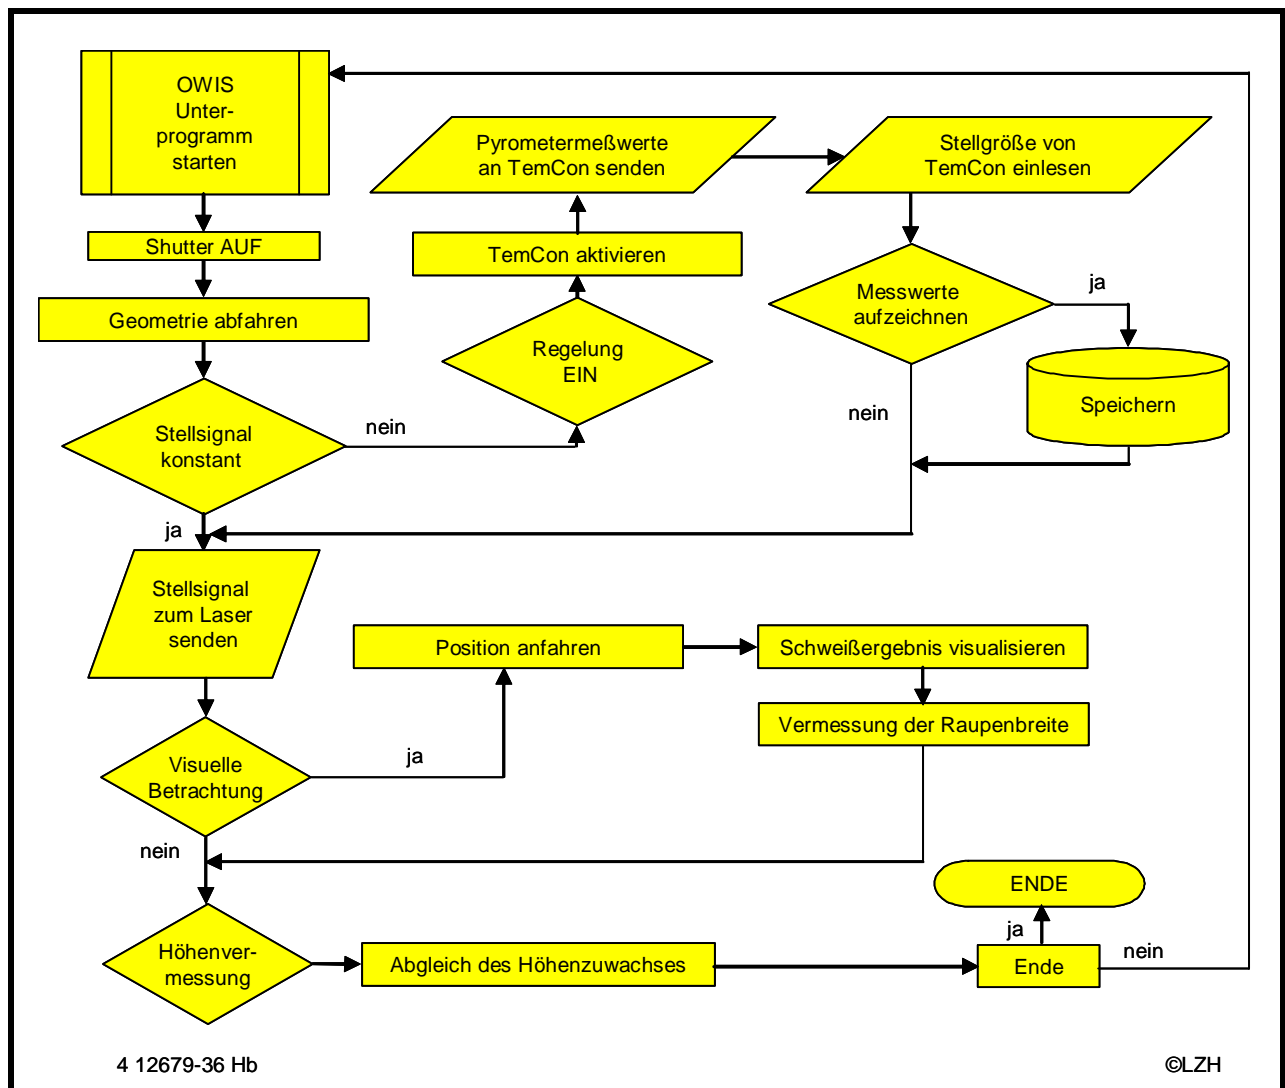 OWIS
Unter-
programm
starten
Shutter AUF
Geometrie abfahren
Stellsignal
konstant
nein
Regelung
EIN
TemCon aktivieren
Pyrometermeßwerte
an TemCon senden
Stellgröße von
TemCon einlesen
Messwerte
aufzeichnen
ja
Speichern
nein
ja
Stellsignal
zum Laser
senden
Visuelle
Betrachtung
ja
Position anfahren
Schweißergebnis visualisieren
Vermessung der Raupenbreite
nein
Höhenver-
messung
Abgleich des Höhenzuwachses
Ende
ja
ENDE
nein
4 12679-36 Hb
©LZH